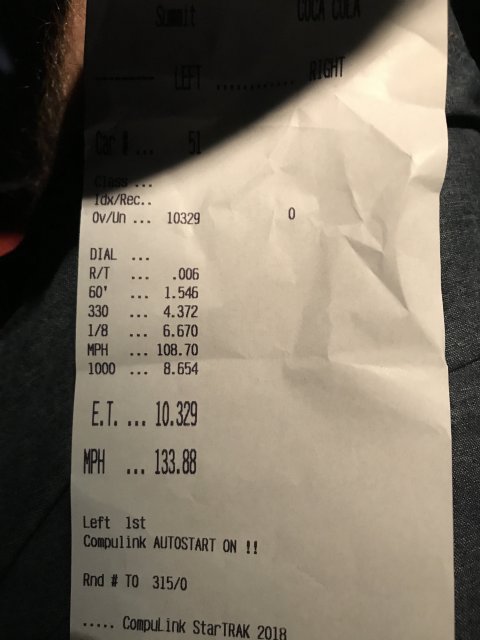 Summit COCA COLA
---------- LEFT ............ RIGHT
Car # ... 51
Class ...
Idx/Rec..
Ov/Un ... 10329 0
DIAL ...
R/T ... .006
60' ... 1.546
330 ... 4.372
1/8 ... 6.670
MPH ... 108.70
1000 ... 8.654
E.T. ... 10.329
MPH ... 133.88
Left 1st
Compulink AUTOSTART ON !!
Rnd # TO 315/0
..... CompuLink StarTRAK 2018